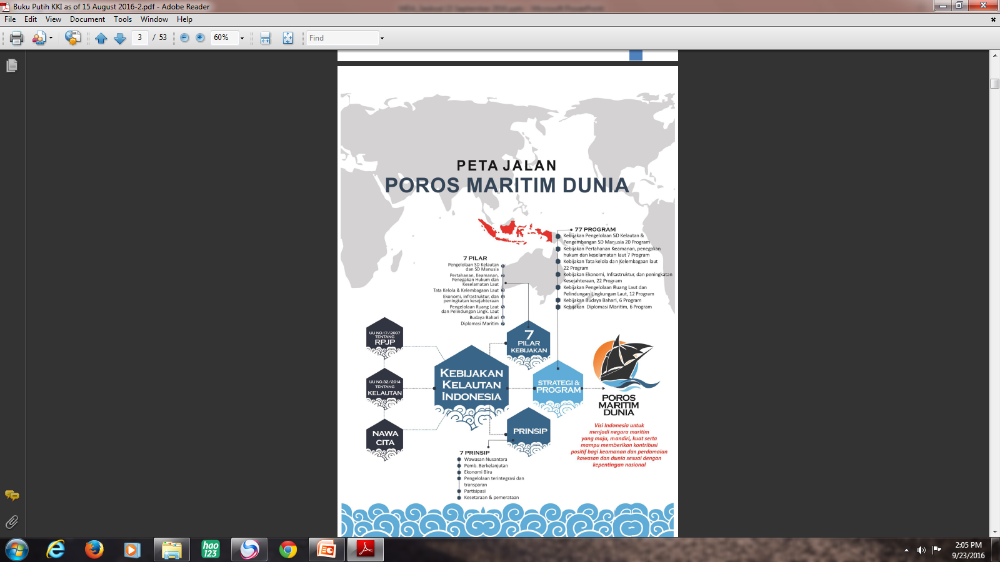 Buku Putih KKI as of 15 August 2016-2.pdf - Adobe Reader
File Edit View Document Tools Window Help
3 / 53 60% Find
PETA JALAN
POROS MARITIM DUNIA
77 PROGRAM
Kebijakan Pengelolaan SD Kelautan &
Pengembangan SD Manusia 20 Program
Kebijakan Pertahanan Keamanan, penegakan
hukum dan keselamatan laut 7 Program
Kebijakan Tata kelola dan Kelembagaan laut
22 Program
Kebijakan Ekonomi, Infrastruktur, dan peningkatan
Kesejahteraan, 22 Program
Kebijakan Pengelolaan Ruang Laut dan
Pelindungan Lingkungan Laut, 12 Program
Kebijakan Budaya Bahari, 6 Program
Kebijakan Diplomasi Maritim, 6 Program
7 PILAR
Pengelolaan SD Kelautan
dan SD Manusia
Pertahanan, Keamanan,
Penegakan Hukum dan
Keselamatan Laut
Tata Kelola & Kelembagaan Laut
Ekonomi, infrastruktur, dan
peningkatan kesejahteraan
Pengelolaan Ruang Laut
dan Pelindungan Lingk. Laut
Budaya Bahari
Diplomasi Maritim
UU NO.17/2007
TENTANG
RPJP
UU NO.32/2014
TENTANG
KELAUTAN
NAWA
CITA
KEBIJAKAN
KELAUTAN
INDONESIA
7
PILAR
KEBIJAKAN
STRATEGI &
PROGRAM
PRINSIP
POROS
MARITIM
DUNIA
Visi Indonesia untuk
menjadi negara maritim
yang maju, mandiri, kuat serta
mampu memberikan kontribusi
positif bagi keamanan dan perdamaian
kawasan dan dunia sesuai dengan
kepentingan nasional
7 PRINSIP
Wawasan Nusantara
Pemb. Berkelanjutan
Ekonomi Biru
Pengelolaan terintegrasi dan
transparan
Partisipasi
Kesetaraan & pemerataan
hao
123
2:05 PM
9/23/2016